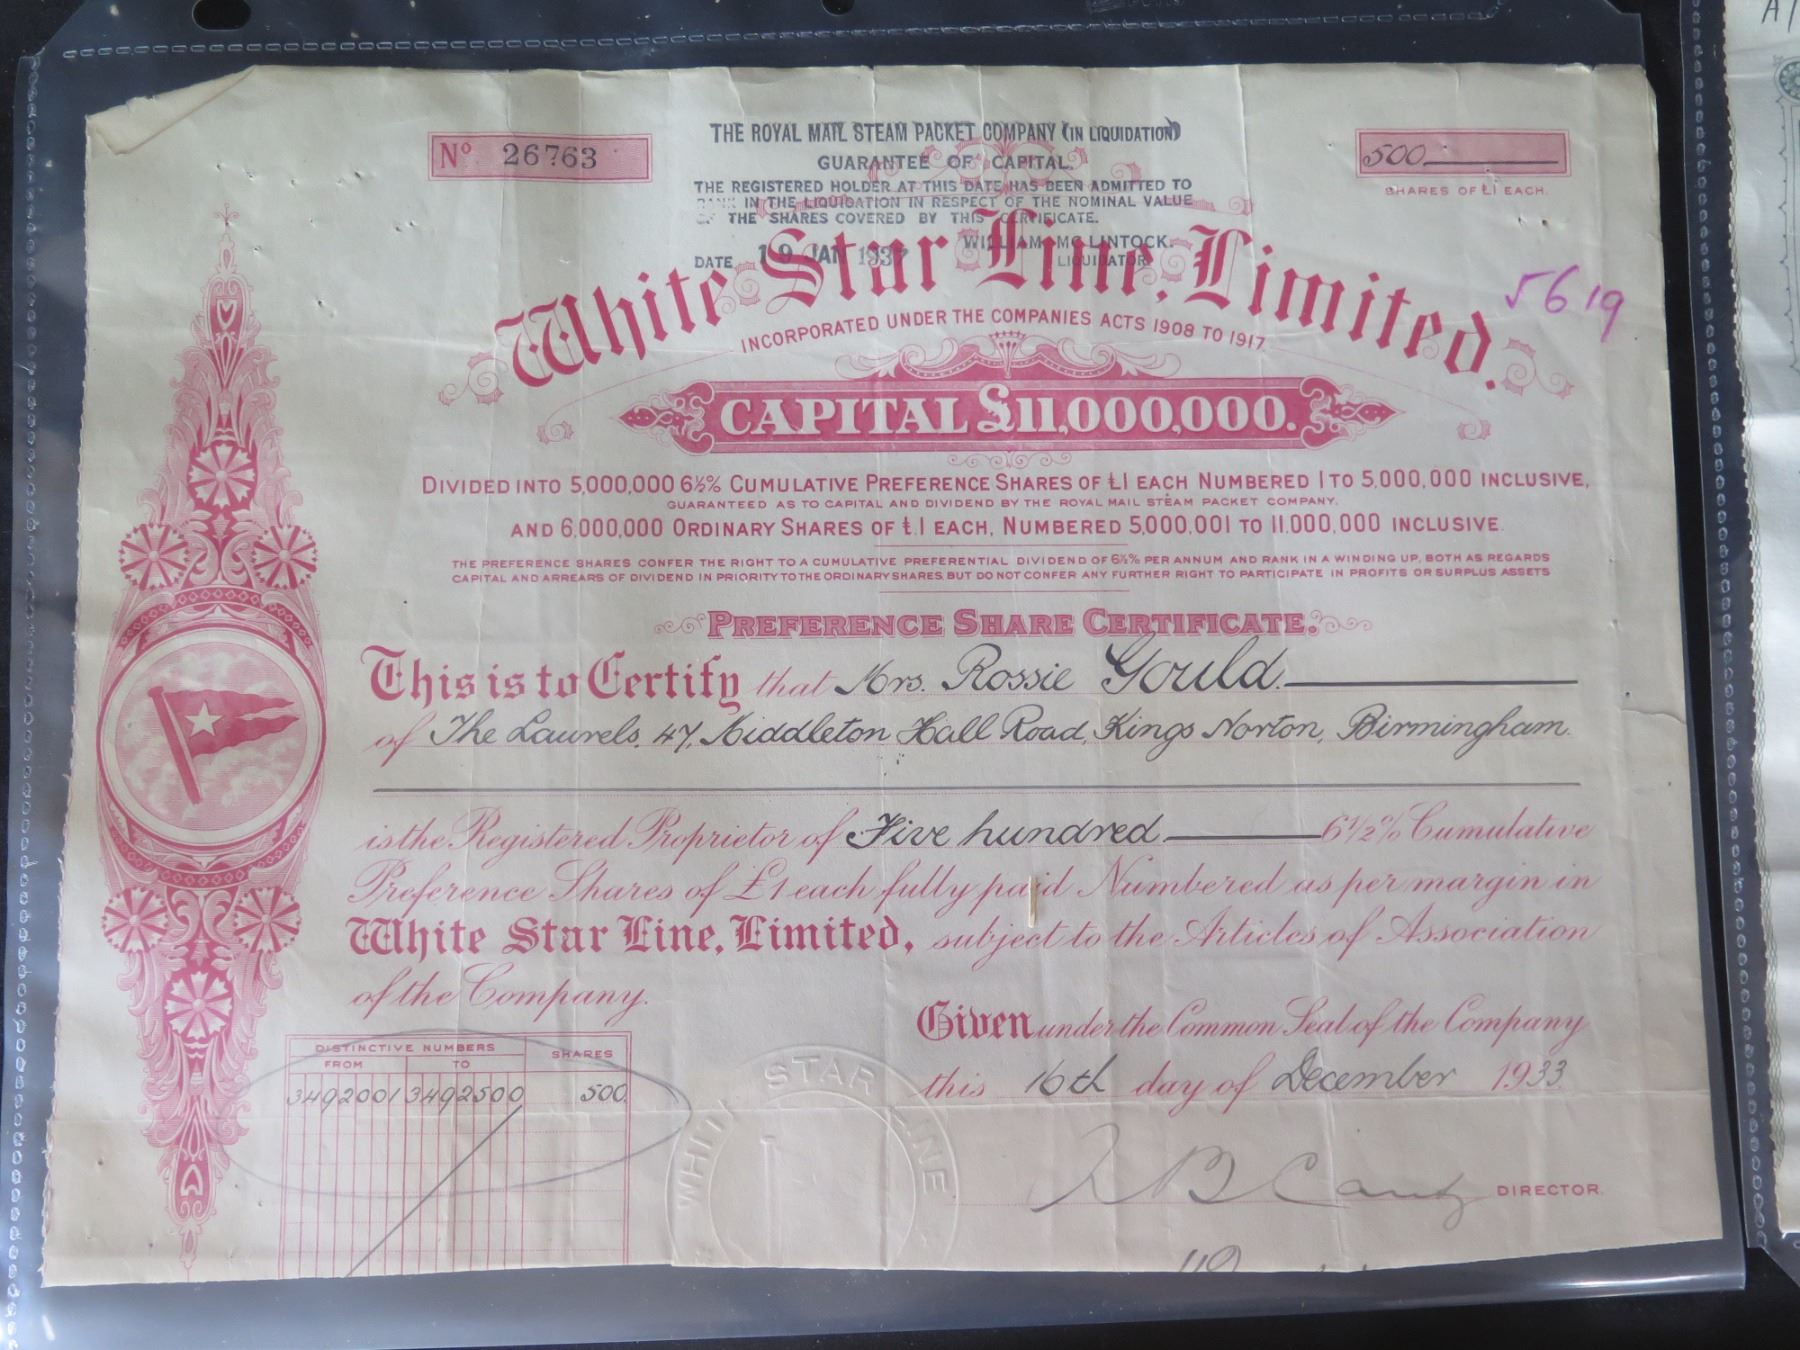 THE ROYAL MAIL STEAM PACKET COMPANY (IN LIQUIDATION)
GUARANTEE OF CAPITAL.
THE REGISTERED HOLDER AT THIS DATE HAS BEEN ADMITTED TO
RANK IN THE LIQUIDATION IN RESPECT OF THE NOMINAL VALUE
OF THE SHARES COVERED BY THIS CERTIFICATE.
WILLIAM McLINTOCK.
DATE 19 JAN 1937 LIQUIDATOR
Nº 26763
500
SHARES OF £1 EACH.
White Star Line, Limited.
5619
INCORPORATED UNDER THE COMPANIES ACTS 1908 TO 1917
CAPITAL £11,000,000.
DIVIDED INTO 5,000,000 6½% CUMULATIVE PREFERENCE SHARES OF £1 EACH NUMBERED 1 TO 5,000,000 INCLUSIVE,
GUARANTEED AS TO CAPITAL AND DIVIDEND BY THE ROYAL MAIL STEAM PACKET COMPANY.
AND 6,000,000 ORDINARY SHARES OF £1 EACH, NUMBERED 5,000,001 TO 11,000,000 INCLUSIVE.
THE PREFERENCE SHARES CONFER THE RIGHT TO A CUMULATIVE PREFERENTIAL DIVIDEND OF 6½% PER ANNUM AND RANK IN A WINDING UP, BOTH AS REGARDS
CAPITAL AND ARREARS OF DIVIDEND IN PRIORITY TO THE ORDINARY SHARES, BUT DO NOT CONFER ANY FURTHER RIGHT TO PARTICIPATE IN PROFITS OR SURPLUS ASSETS
PREFERENCE SHARE CERTIFICATE.
This is to Certify that Mrs. Rossie Gould.
of The Laurels, 47, Middleton Hall Road, Kings Norton, Birmingham.
is the Registered Proprietor of Five hundred 6½% Cumulative
Preference Shares of £1 each fully paid Numbered as per margin in
White Star Line, Limited, subject to the Articles of Association
of the Company.
Given under the Common Seal of the Company
this 16th day of December 1933
DISTINCTIVE NUMBERS SHARES
FROM TO
3492001 3492500 500
WHITE STAR LINE
DIRECTOR.